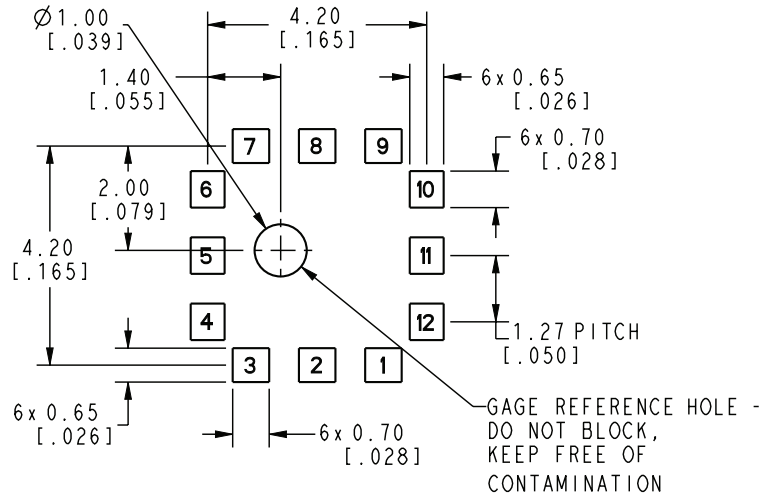 Ø1.00
[.039]
4.20
[.165]
1.40
[.055]
6x 0.65
[.026]
6x 0.70
[.028]
7
8
9
2.00
[.079]
6
10
4.20
[.165]
5
11
4
12
1.27 PITCH
[.050]
3
2
1
6x 0.65
[.026]
6x 0.70
[.028]
GAGE REFERENCE HOLE -
DO NOT BLOCK,
KEEP FREE OF
CONTAMINATION